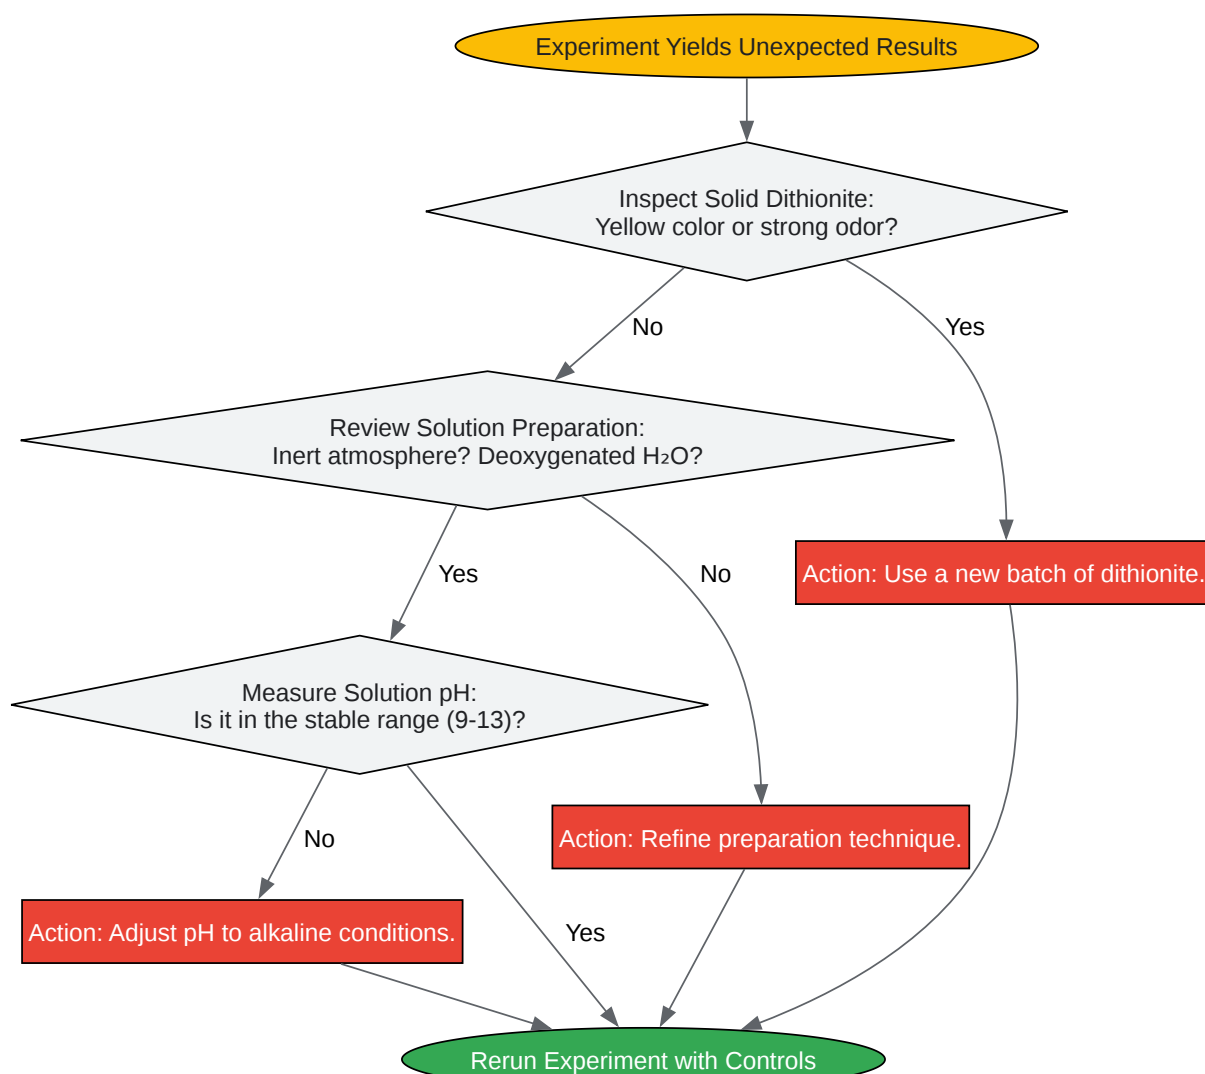 Experiment Yields Unexpected Results
Inspect Solid Dithionite:
Yellow color or strong odor?
No
Yes
Review Solution Preparation:
Inert atmosphere? Deoxygenated H₂O?
Yes
No
Action: Use a new batch of dithionite.
Measure Solution pH:
Is it in the stable range (9-13)?
No
Action: Refine preparation technique.
Action: Adjust pH to alkaline conditions.
Yes
Rerun Experiment with Controls